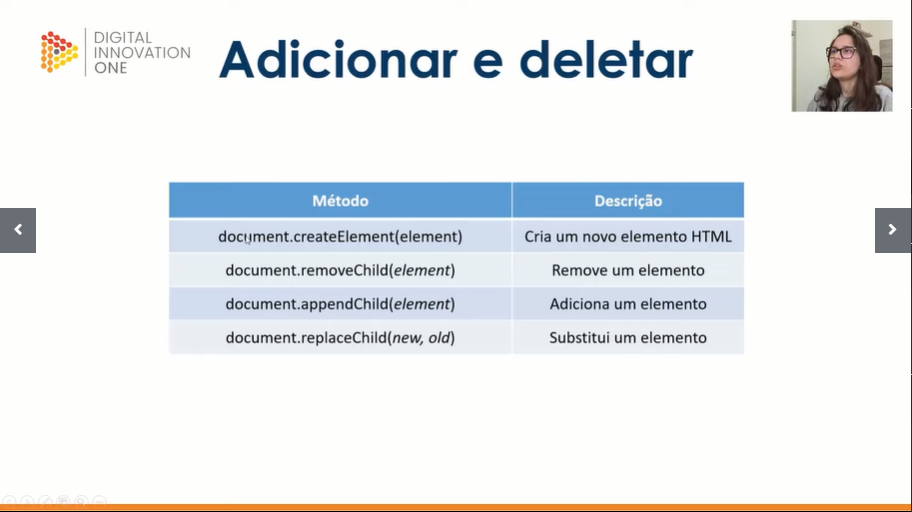 DIGITAL
INNOVATION
ONE
Adicionar e deletar
Método Descrição
document.createElement(element) Cria um novo elemento HTML
document.removeChild(element) Remove um elemento
document.appendChild(element) Adiciona um elemento
document.replaceChild(new, old) Substitui um elemento